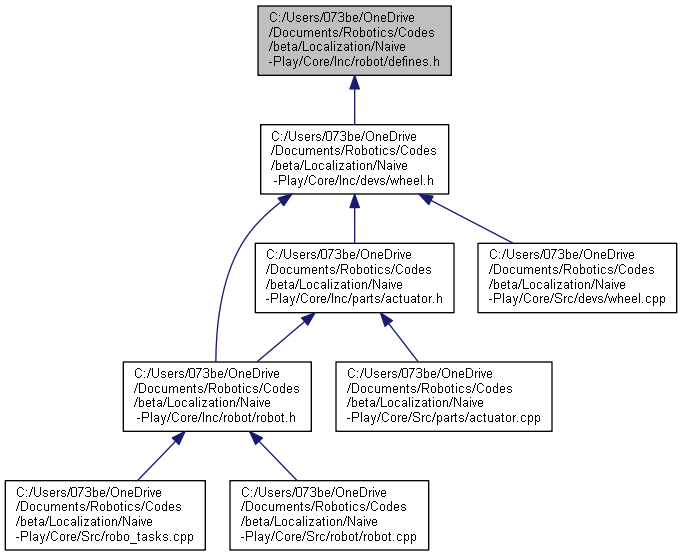 C:/Users/073be/OneDrive
/Documents/Robotics/Codes
/beta/Localization/Naive
-Play/Core/Inc/robot/defines.h
C:/Users/073be/OneDrive
/Documents/Robotics/Codes
/beta/Localization/Naive
-Play/Core/Inc/devs/wheel.h
C:/Users/073be/OneDrive
/Documents/Robotics/Codes
/beta/Localization/Naive
-Play/Core/Inc/parts/actuator.h
C:/Users/073be/OneDrive
/Documents/Robotics/Codes
/beta/Localization/Naive
-Play/Core/Src/devs/wheel.cpp
C:/Users/073be/OneDrive
/Documents/Robotics/Codes
/beta/Localization/Naive
-Play/Core/Inc/robot/robot.h
C:/Users/073be/OneDrive
/Documents/Robotics/Codes
/beta/Localization/Naive
-Play/Core/Src/parts/actuator.cpp
C:/Users/073be/OneDrive
/Documents/Robotics/Codes
/beta/Localization/Naive
-Play/Core/Src/robo_tasks.cpp
C:/Users/073be/OneDrive
/Documents/Robotics/Codes
/beta/Localization/Naive
-Play/Core/Src/robot/robot.cpp